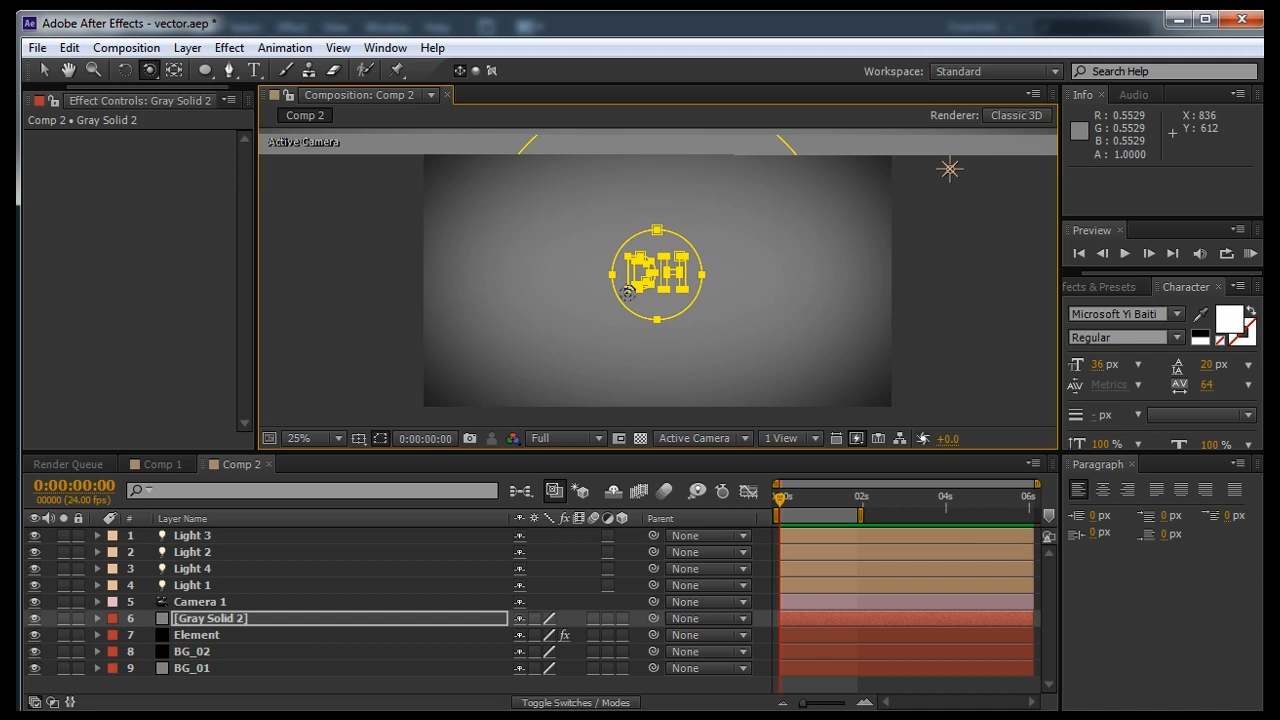 Adobe After Effects - vector.aep *
File Edit Composition Layer Effect Animation View Window Help
Workspace: Standard Search Help
Effect Controls: Gray Solid 2
Comp 2 • Gray Solid 2
Composition: Comp 2
Comp 2 Renderer: Classic 3D
Active Camera
25% 0:00:00:00 Full Active Camera 1 View +0.0
Info Audio
R : 0.5529 X : 836
G : 0.5529 Y : 612
B : 0.5529
A : 1.0000
Preview
ffects & Presets Character
Microsoft Yi Baiti
Regular
36 px 20 px
Metrics 64
- px
100 % 100 %
Render Queue Comp 1 Comp 2
0:00:00:00
00000 (24.00 fps)
# Layer Name Parent
02s 04s 06s
1 Light 3 None
2 Light 2 None
3 Light 4 None
4 Light 1 None
5 Camera 1 None
6 [Gray Solid 2] None
7 Element fx None
8 BG_02 None
9 BG_01 None
Toggle Switches / Modes
Paragraph
0 px 0 px 0 px
0 px 0 px